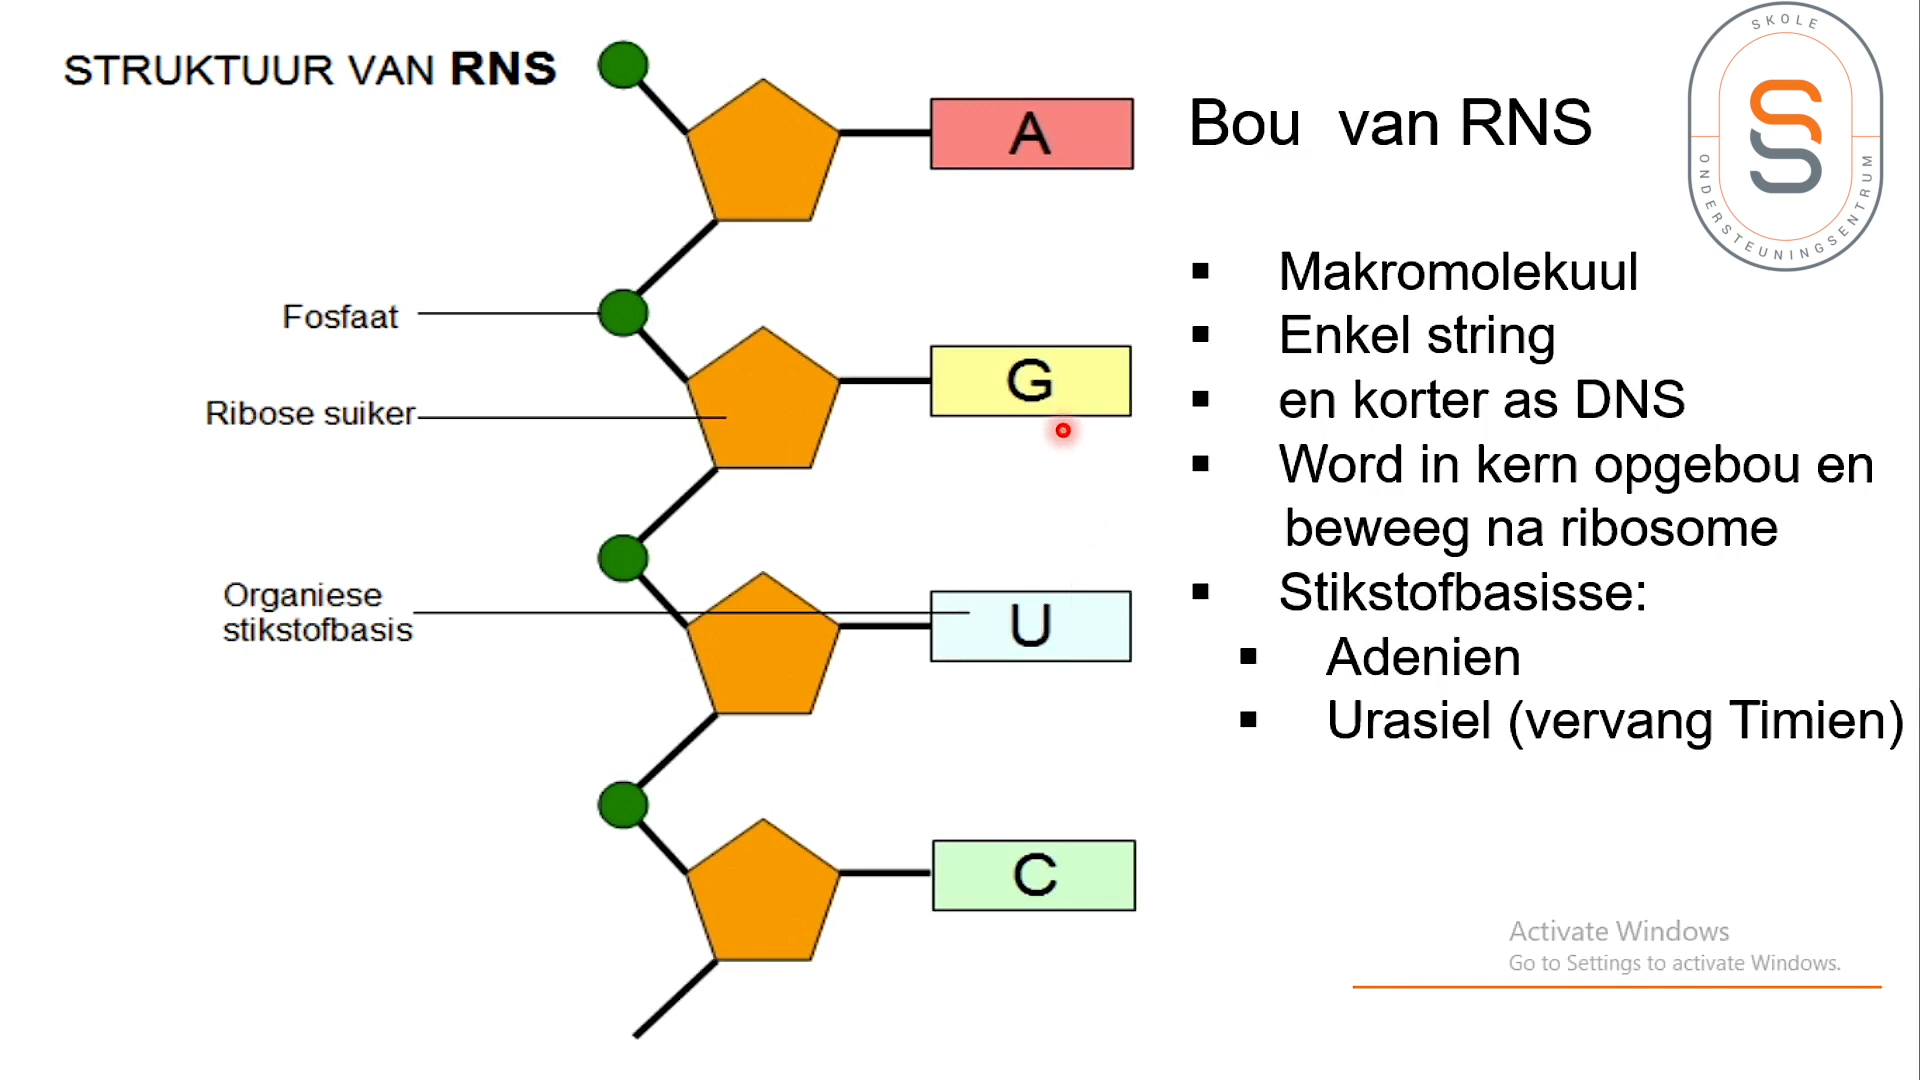 STRUKTUUR VAN RNS
A
Fosfaat
G
Ribose suiker
Organiese
stikstofbasis
U
C
Bou van RNS
Makromolekuul
Enkel string
en korter as DNS
Word in kern opgebou en
beweeg na ribosome
Stikstofbasisse:
Adenien
Urasiel (vervang Timien)
SKOLE
SS
ONDERSTEUNINGSENTRUM
Activate Windows
Go to Settings to activate Windows.